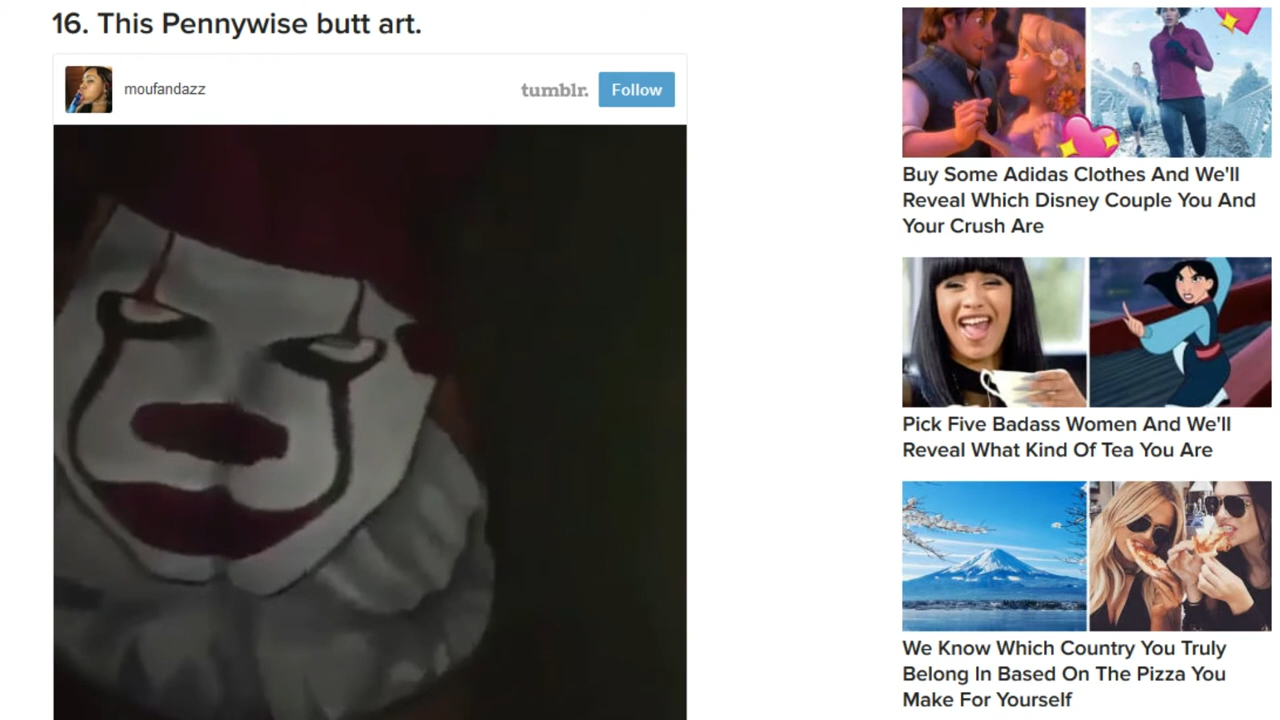 16. This Pennywise butt art.
moufandazz
tumblr.
Follow
Buy Some Adidas Clothes And We'll
Reveal Which Disney Couple You And
Your Crush Are
Pick Five Badass Women And We'll
Reveal What Kind Of Tea You Are
We Know Which Country You Truly
Belong In Based On The Pizza You
Make For Yourself